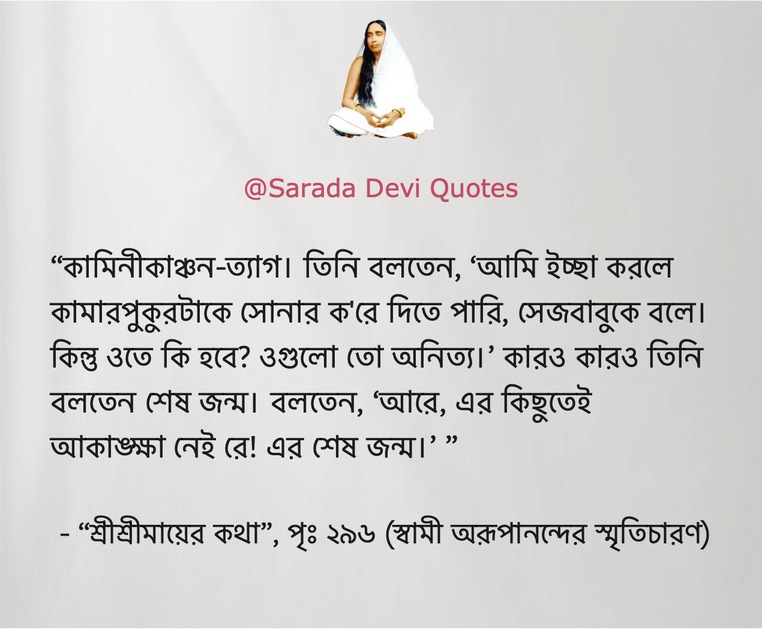 @Sarada Devi Quotes
“কামিনীকাঞ্চন-ত্যাগ। তিনি বলতেন, ‘আমি ইচ্ছা করলে
কামারপুকুরটাকে সোনার ক'রে দিতে পারি, সেজবাবুকে বলে।
কিন্তু ওতে কি হবে? ওগুলো তো অনিত্য।’ কারও কারও তিনি
বলতেন শেষ জন্ম। বলতেন, ‘আরে, এর কিছুতেই
আকাঙ্ক্ষা নেই রে! এর শেষ জন্ম।’ ”
- “শ্রীশ্রীমায়ের কথা”, পৃঃ ২৯৬ (স্বামী অরূপানন্দের স্মৃতিচারণ)